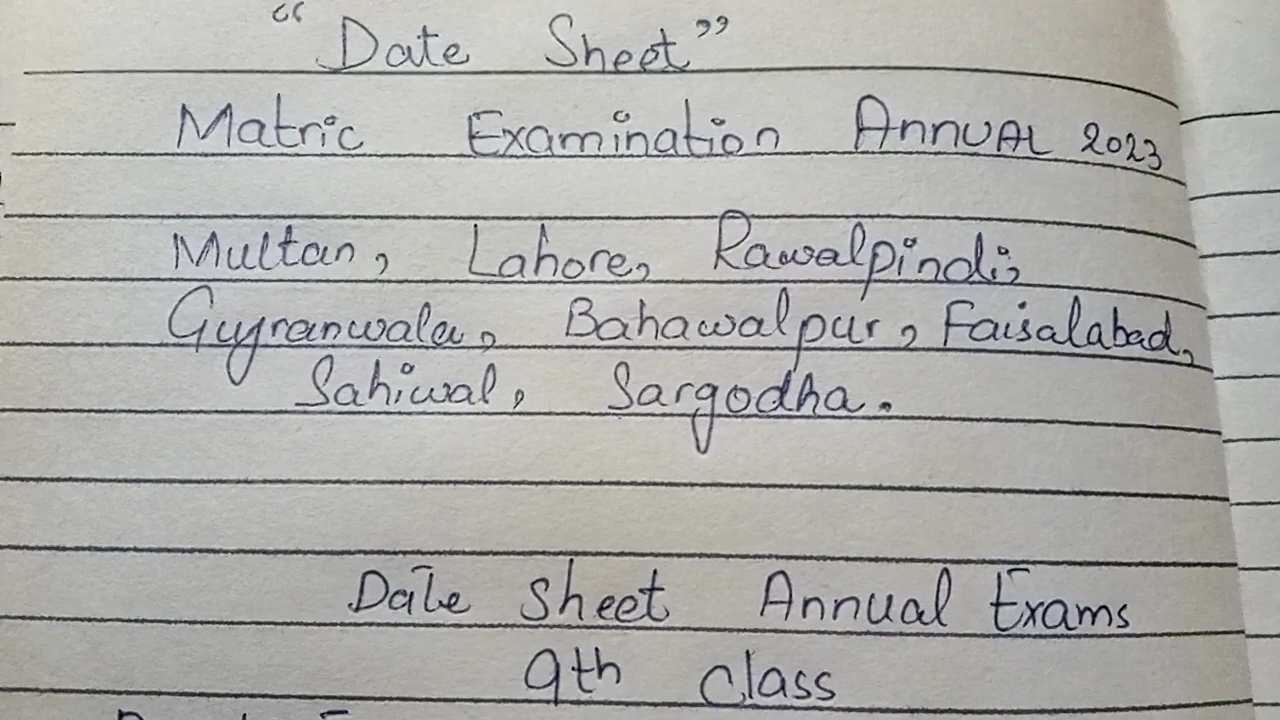 “Date Sheet”
Matric Examination Annual 2023
Multan, Lahore, Rawalpindi,
Gujranwala, Bahawalpur, Faisalabad,
Sahiwal, Sargodha.
Date Sheet Annual Exams
9th Class